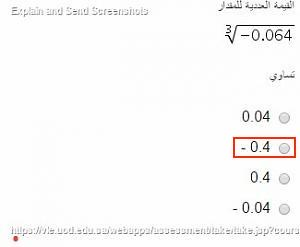 Explain and Send Screenshots
القيمة العددية للمقدار
∛-0.064
تساوي
0.04
- 0.4
0.4
- 0.04
https://vle.uod.edu.sa/webapps/assessment/take/take.jsp?cours